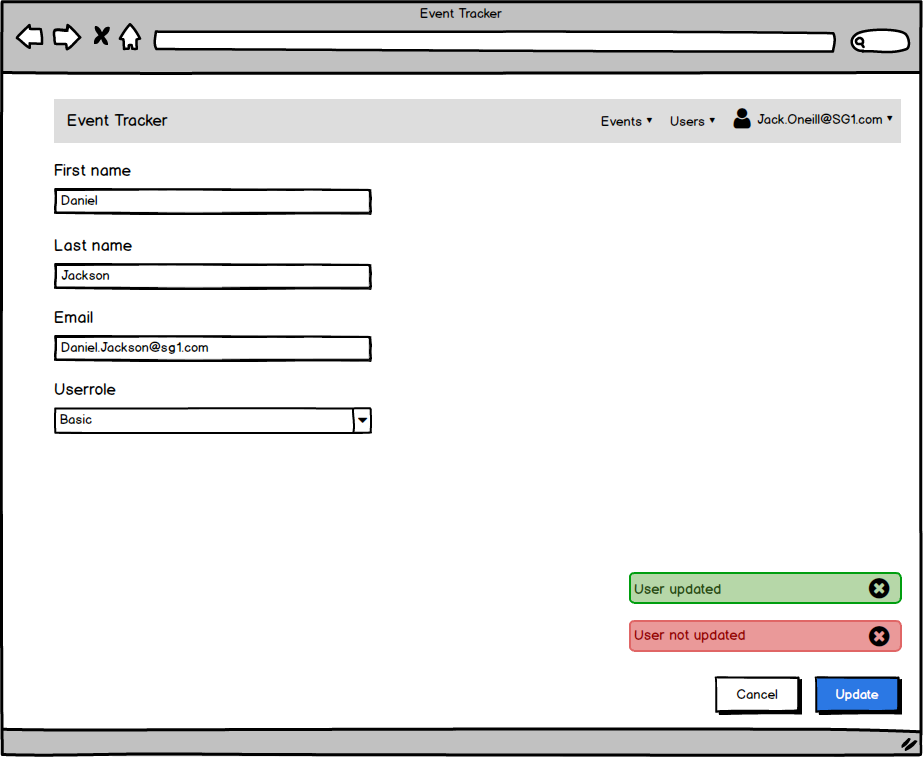 Event Tracker
Event Tracker Events Users Jack.Oneill@SG1.com
First name
Daniel
Last name
Jackson
Email
Daniel.Jackson@sg1.com
Userrole
Basic
User updated
User not updated
Cancel Update